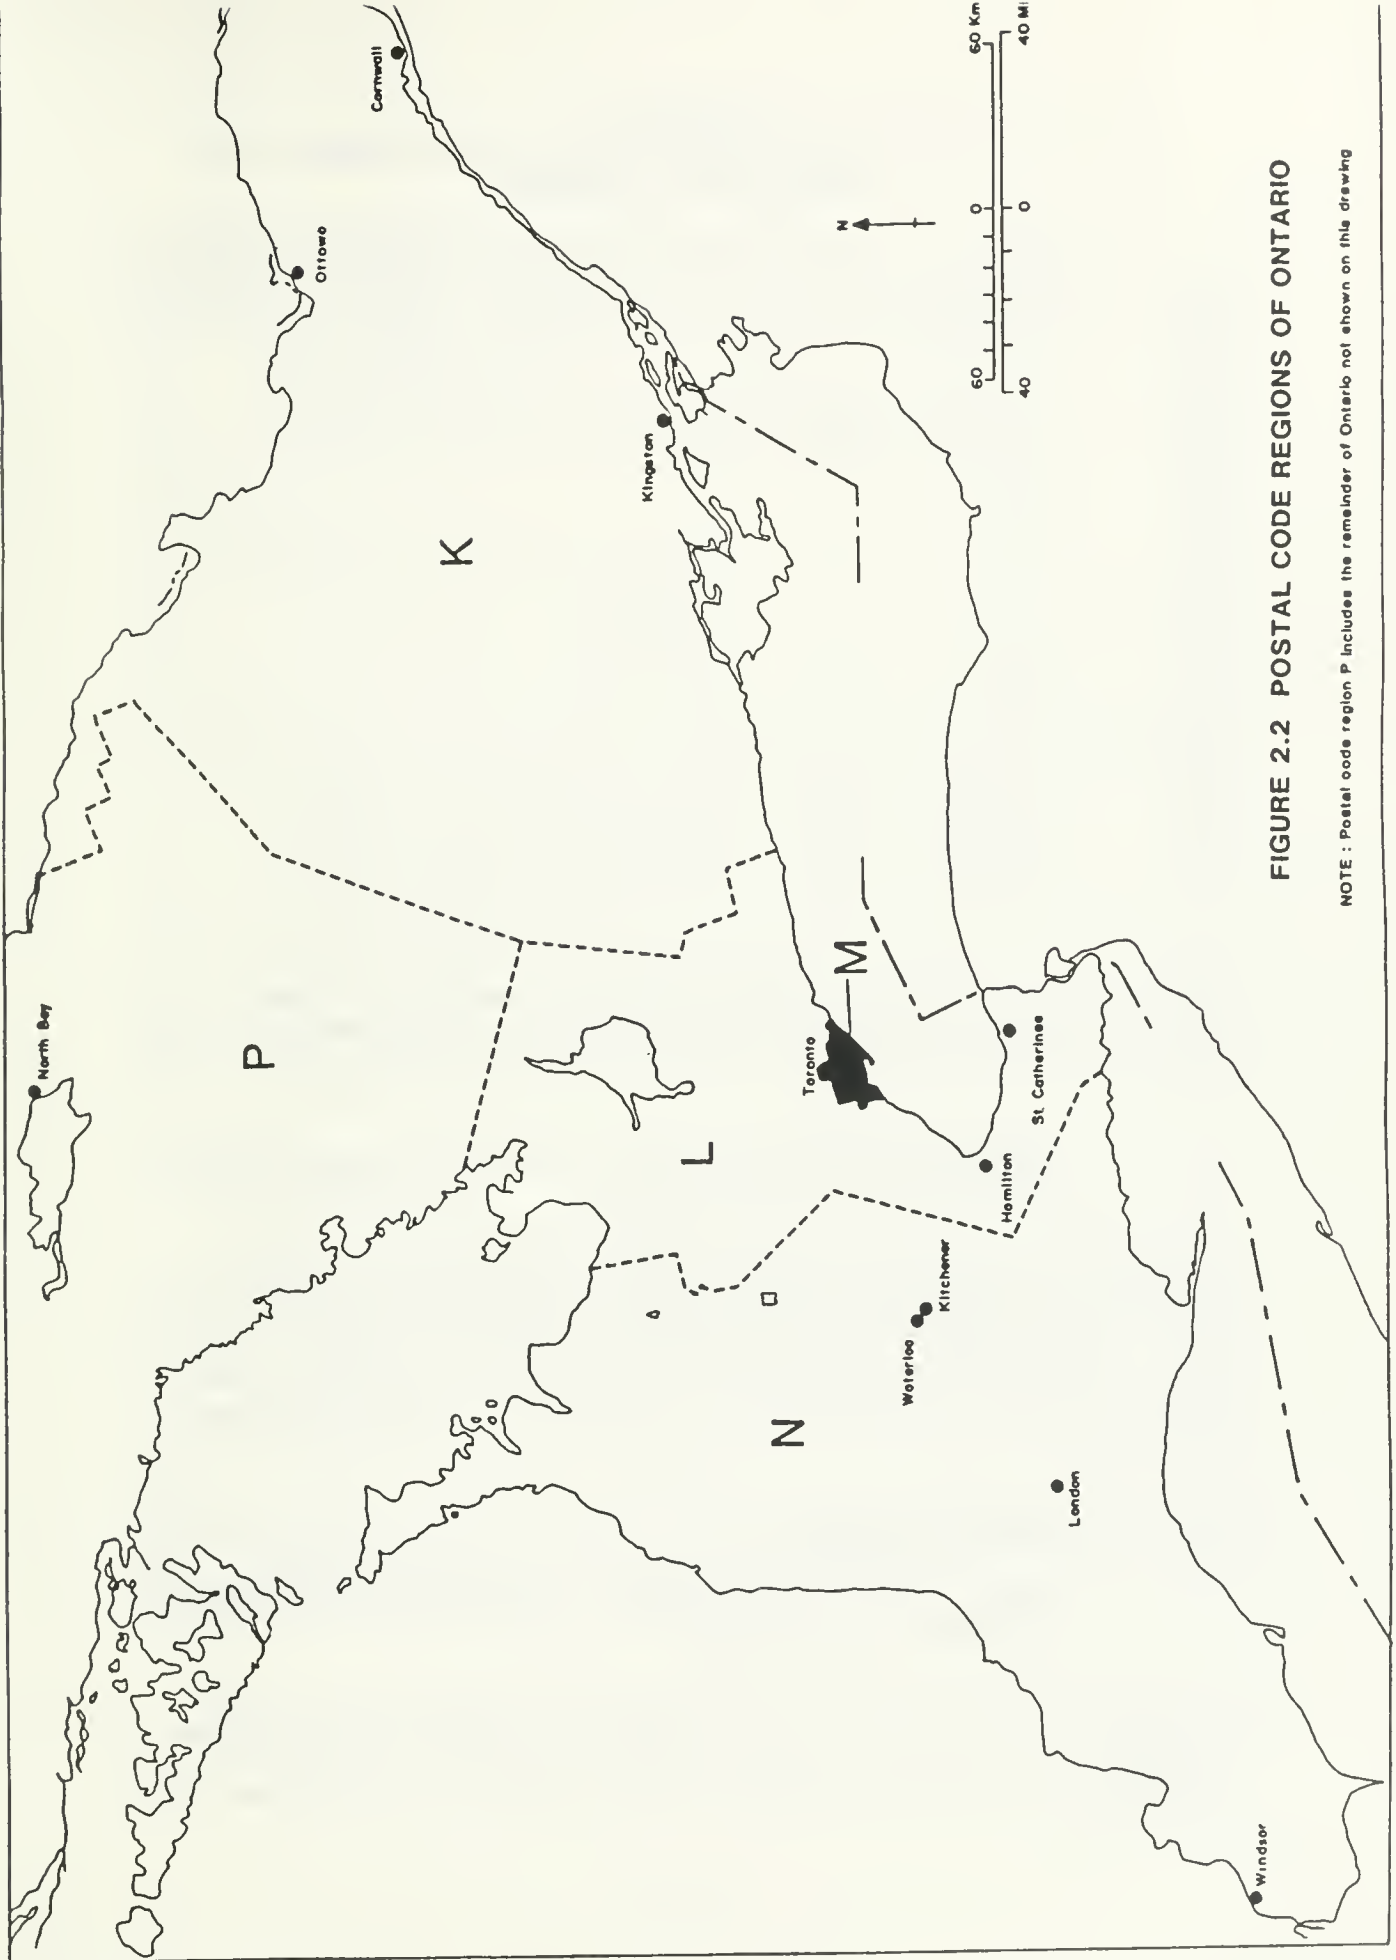 North Bay
P
Ottowo
Cornwall
K
Kingston
L
Toronto
M
N
Hamilton
St. Catharines
Kitchener
Waterloo
London
Windsor
N
60
0
60 Km
40
0
40 Mi
FIGURE 2.2 POSTAL CODE REGIONS OF ONTARIO
NOTE : Postal code region P includes the remainder of Ontario not shown on this drawing